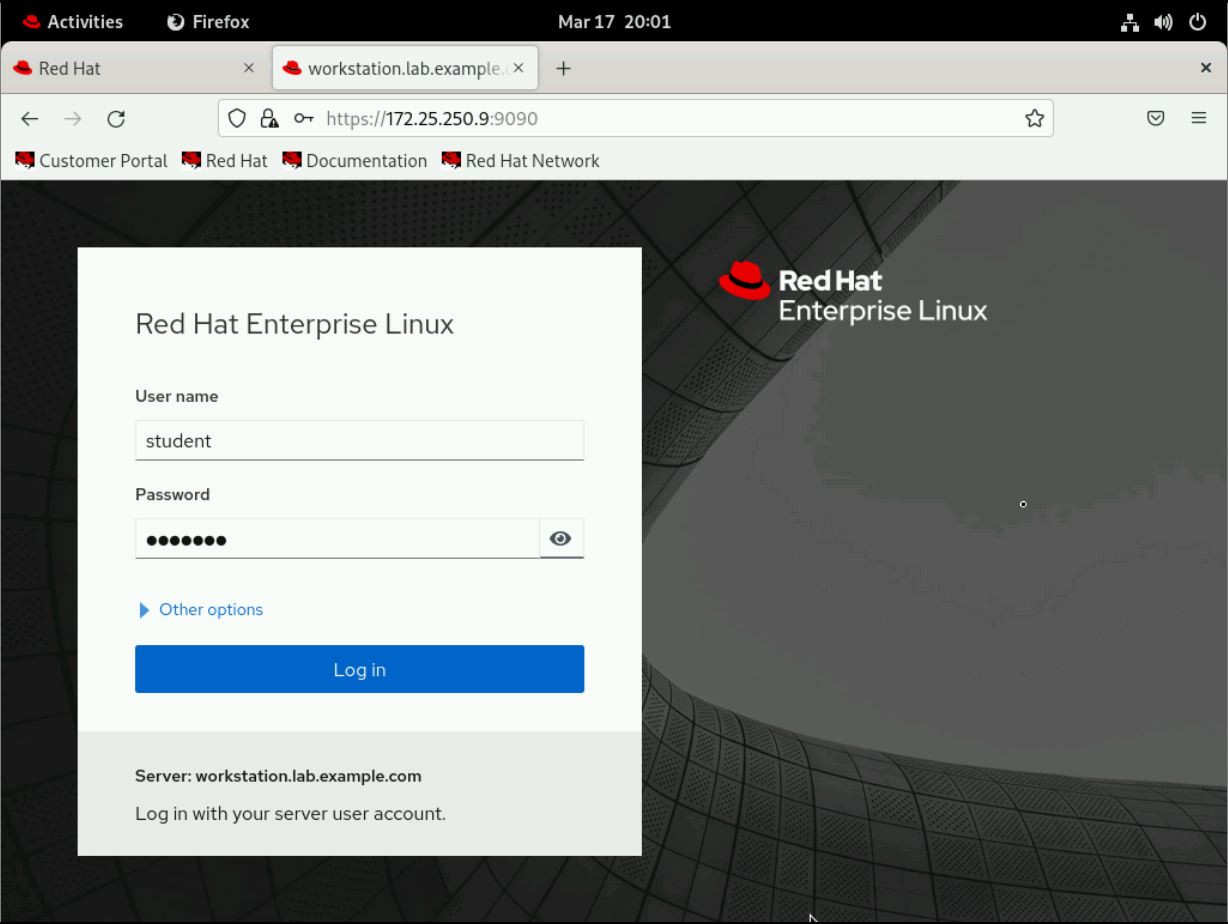 Activities Firefox Mar 17 20:01
Red Hat workstation.lab.example.
https://172.25.250.9:9090
Customer Portal Red Hat Documentation Red Hat Network
Red Hat Enterprise Linux
User name
student
Password
Other options
Log in
Server: workstation.lab.example.com
Log in with your server user account.
Red Hat
Enterprise Linux